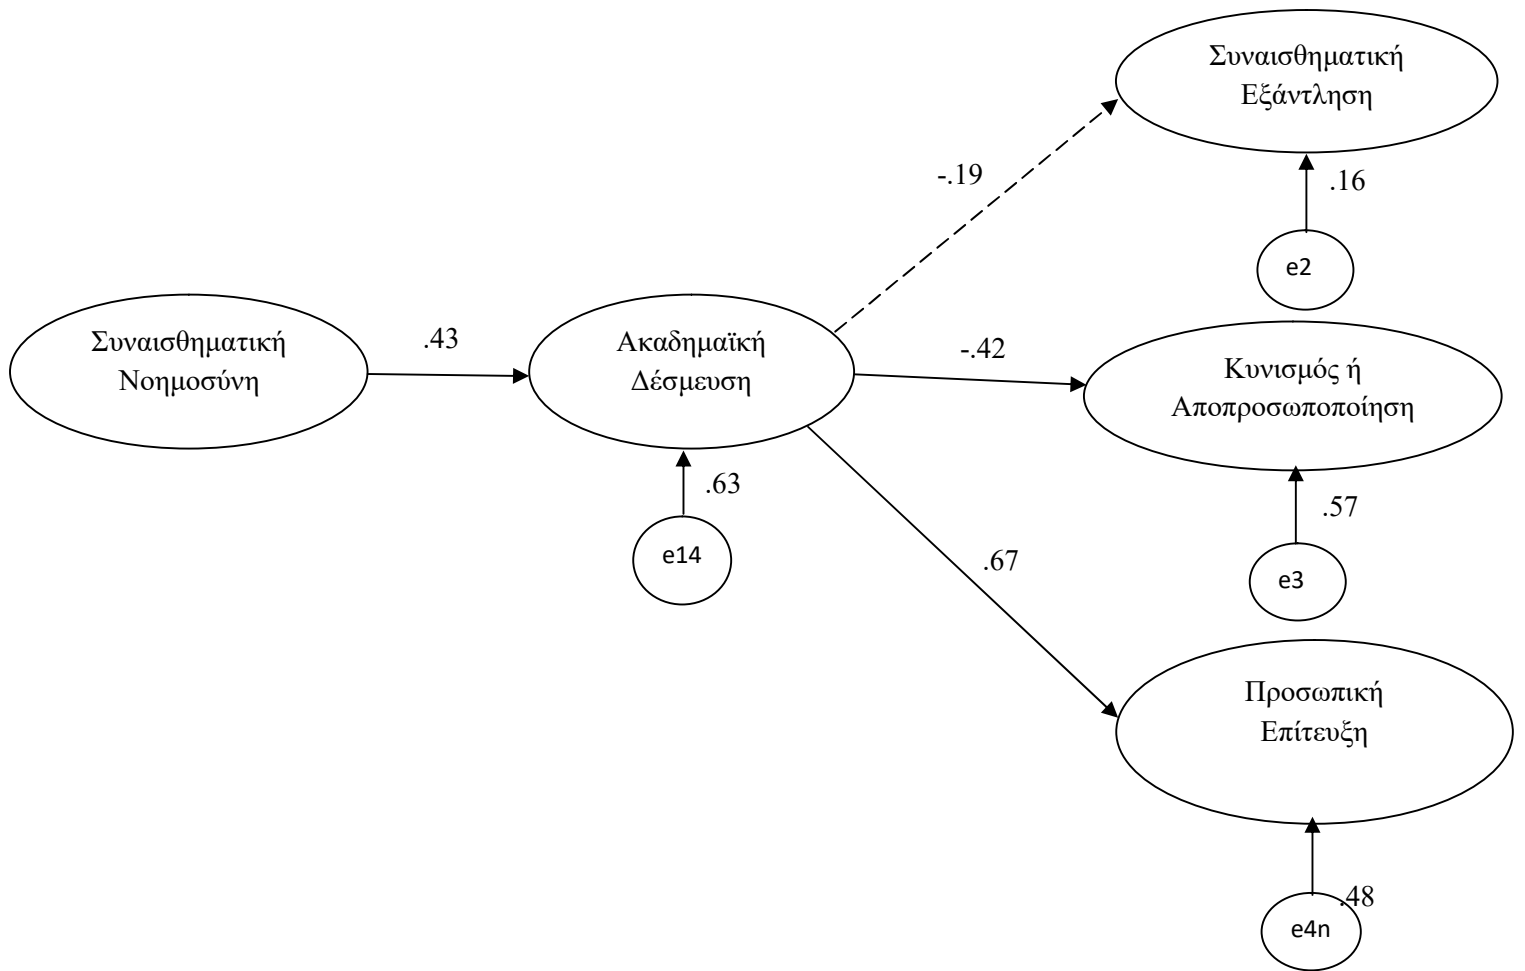 Συναισθηματική
Εξάντληση
-.19
.16
e2
Συναισθηματική
Νοημοσύνη
.43
Ακαδημαϊκή
Δέσμευση
-.42
Κυνισμός ή
Αποπροσωποποίηση
.63
e14
.57
e3
.67
Προσωπική
Επίτευξη
.48
e4n